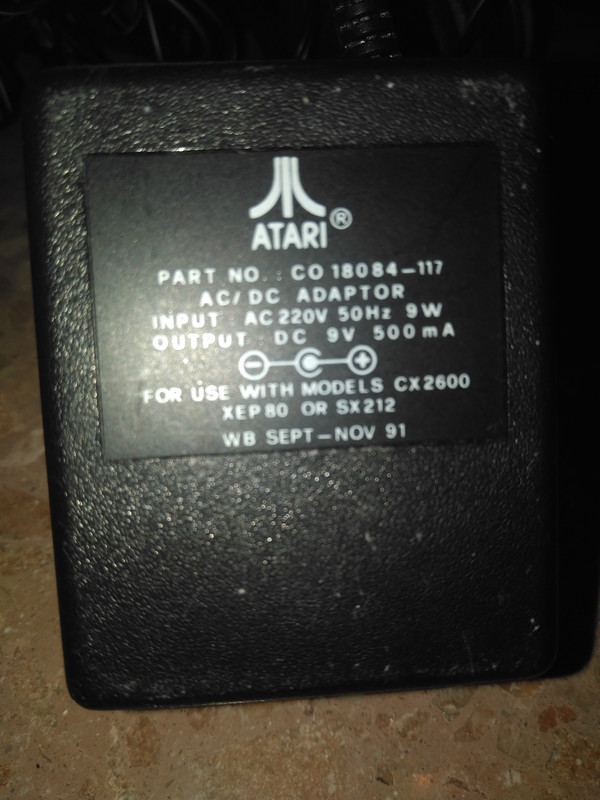 ATARI®
PART NO.: CO 18084-117
AC/DC ADAPTOR
INPUT AC 220V 50Hz 9W
OUTPUT DC 9V 500mA
FOR USE WITH MODELS CX2600
XEP80 OR SX212
WB SEPT-NOV 91